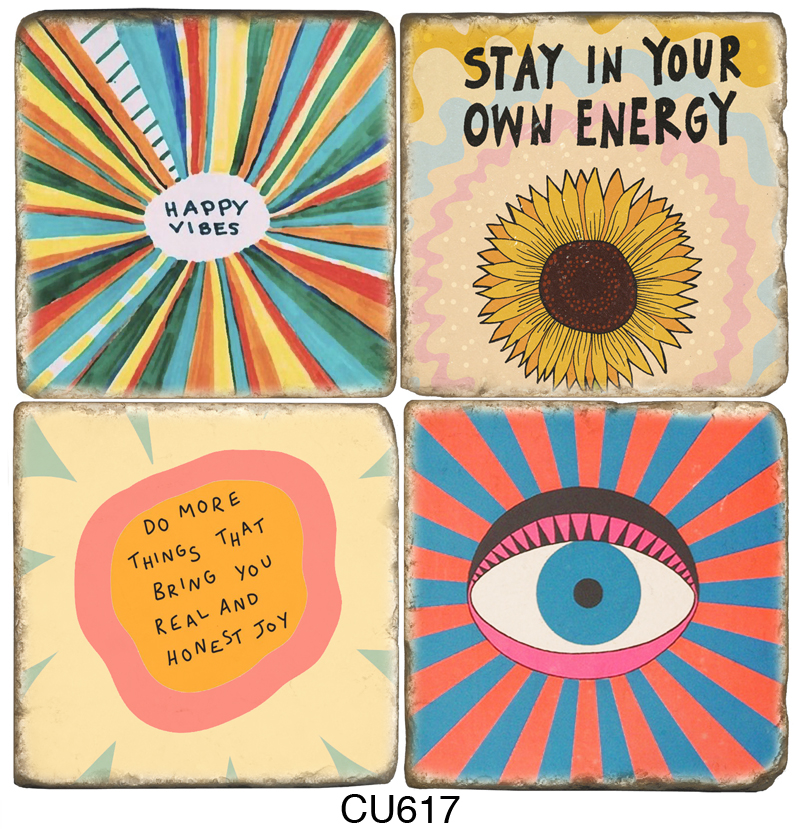 HAPPY
VIBES
STAY IN YOUR
OWN ENERGY
DO MORE
THINGS THAT
BRING YOU
REAL AND
HONEST JOY
CU617